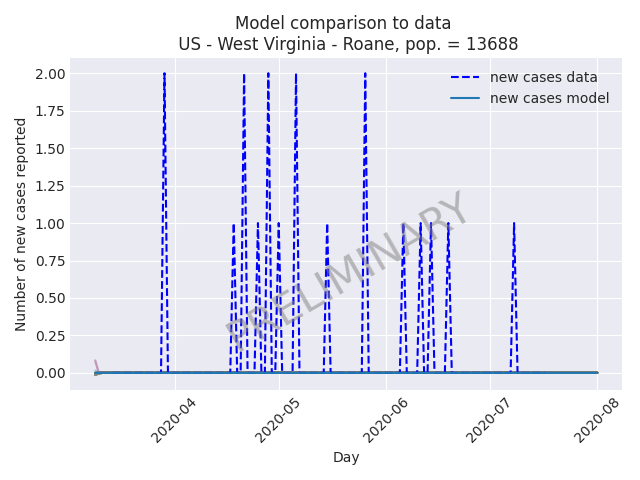 Model comparison to data
US - West Virginia - Roane, pop. = 13688
Number of new cases reported
2.00
1.75
1.50
1.25
1.00
0.75
0.50
0.25
0.00
new cases data
new cases model
PRELIMINARY
2020-04
2020-05
2020-06
2020-07
2020-08
Day